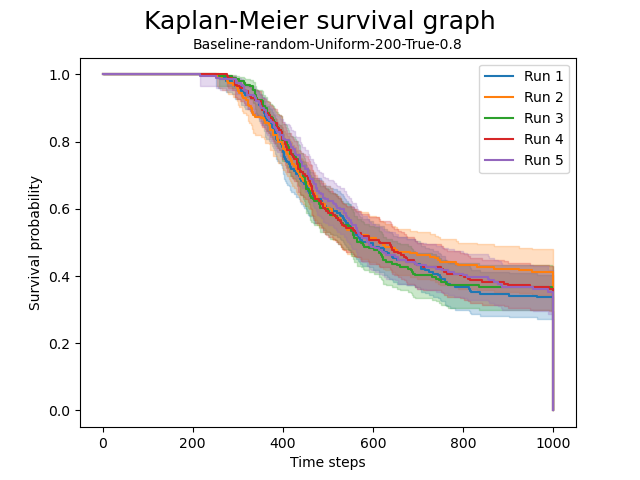 Kaplan-Meier survival graph
Baseline-random-Uniform-200-True-0.8
Survival probability
1.0
0.8
0.6
0.4
0.2
0.0
Run 1
Run 2
Run 3
Run 4
Run 5
0 200 400 600 800 1000
Time steps